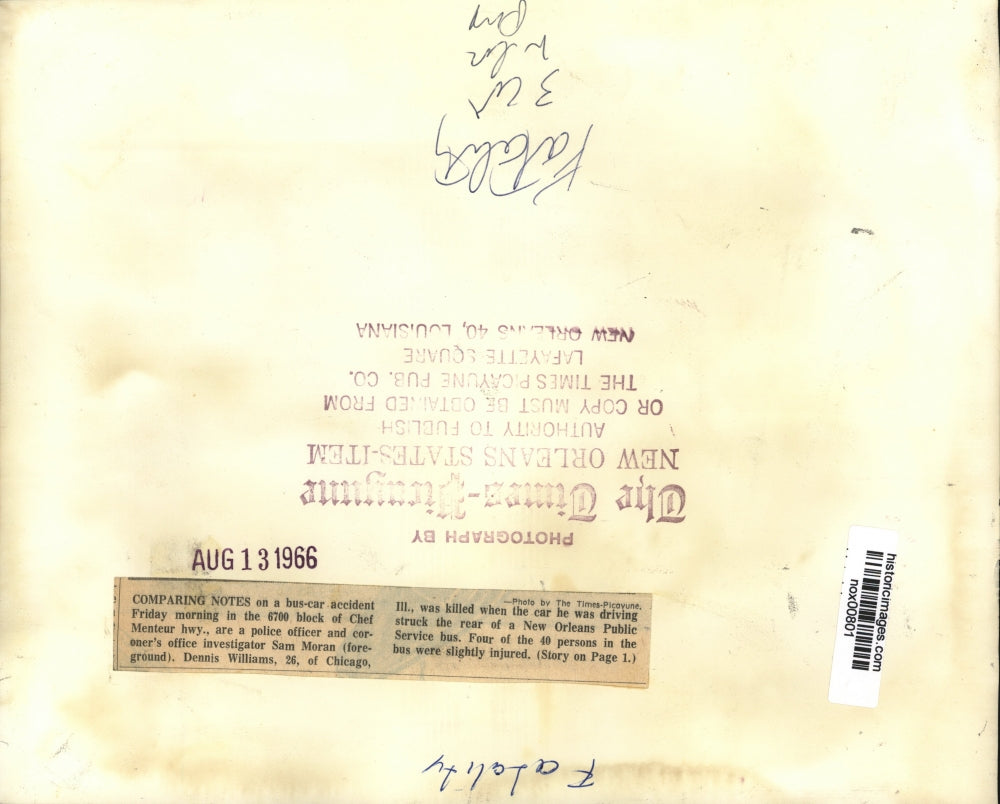 Fatality
3 W
AUG 13 1966
COMPARING NOTES on a bus-car accident
Friday morning in the 6700 block of Chef
Menteur hwy., are a police officer and cor-
oner's office investigator Sam Moran (fore-
ground). Dennis Williams, 26, of Chicago,
—Photo by The Times-Picayune.
Ill., was killed when the car he was driving
struck the rear of a New Orleans Public
Service bus. Four of the 40 persons in the
bus were slightly injured. (Story on Page 1.)
PHOTOGRAPH BY
The Times-Picayune
NEW ORLEANS STATES-ITEM
AUTHORITY TO PUBLISH
OR COPY MUST BE OBTAINED FROM
THE TIMES PICAYUNE PUB. CO.
LAFAYETTE SQUARE
NEW ORLEANS 40, LOUISIANA
historicimages.com
nox00801
Fatality